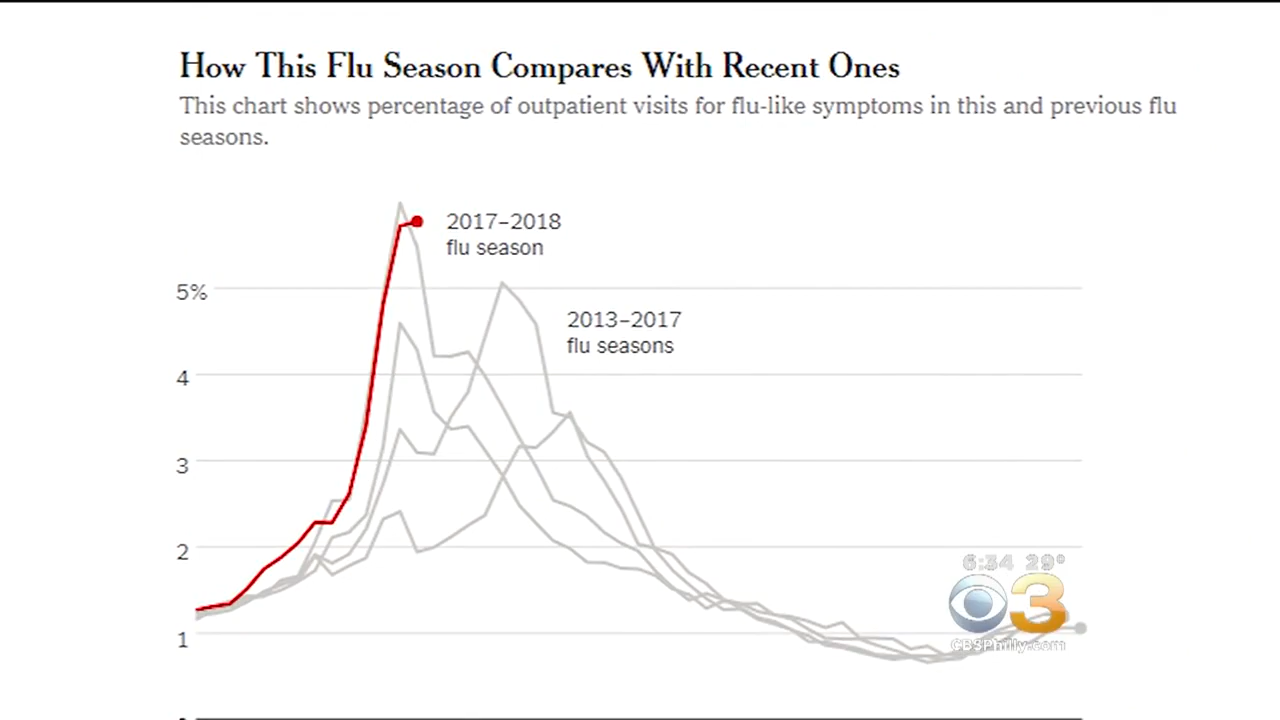 How This Flu Season Compares With Recent Ones
This chart shows percentage of outpatient visits for flu-like symptoms in this and previous flu
seasons.
2017–2018
flu season
5%
2013–2017
flu seasons
4
3
2
6:34 29°
3
1
CBSPhilly.com